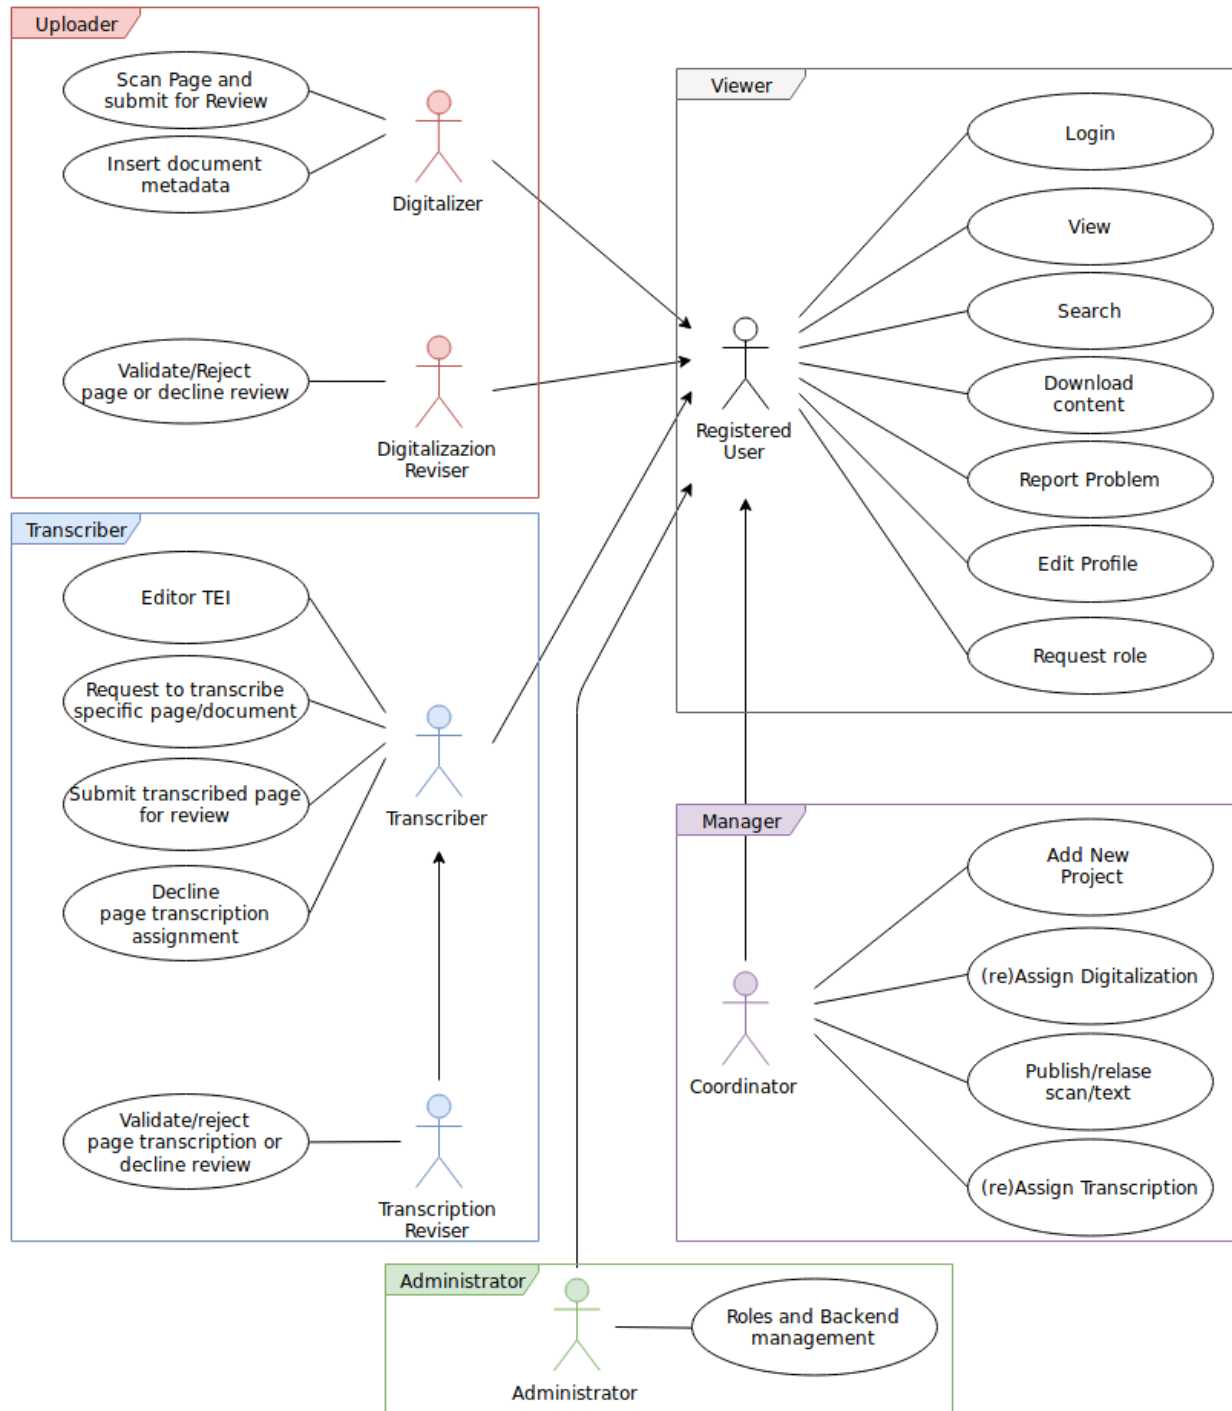 Uploader
Scan Page and
submit for Review
Insert document
metadata
Digitalizer
Validate/Reject
page or decline review
Digitalizazion
Reviser
Transcriber
Editor TEI
Request to transcribe
specific page/document
Submit transcribed page
for review
Decline
page transcription
assignment
Transcriber
Validate/reject
page transcription or
decline review
Transcription
Reviser
Viewer
Login
View
Search
Download
content
Report Problem
Edit Profile
Request role
Registered
User
Manager
Add New
Project
(re)Assign Digitalization
Publish/relase
scan/text
(re)Assign Transcription
Coordinator
Administrator
Roles and Backend
management
Administrator